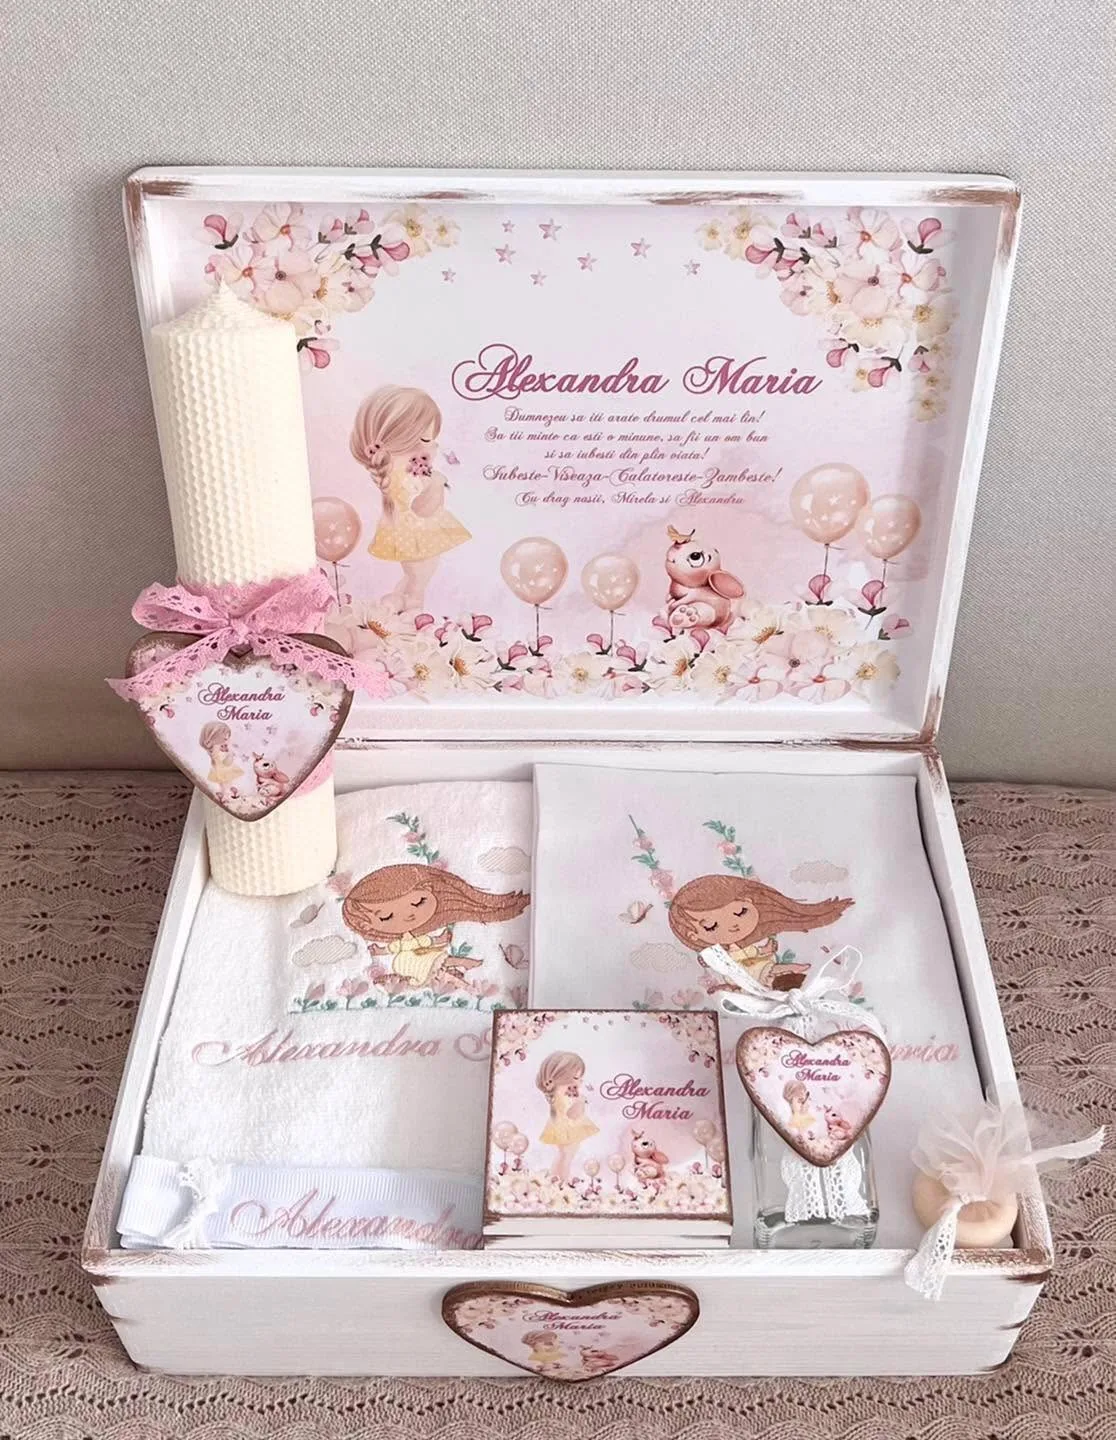 Alexandra Maria
Dumnezeu sa iti arate drumul cel mai lin!
Sa tii minte ca esti o minune, sa fii un om bun
si sa iubesti din plin viata!
Iubeste-Viseaza-Calatoreste-Zambeste!
Cu drag nasii, Mirela si Alexandru
Alexandra
Maria
Alexandra
Alexandra
Maria
Alexandra
Maria
Alexandra
Alexandra
Maria